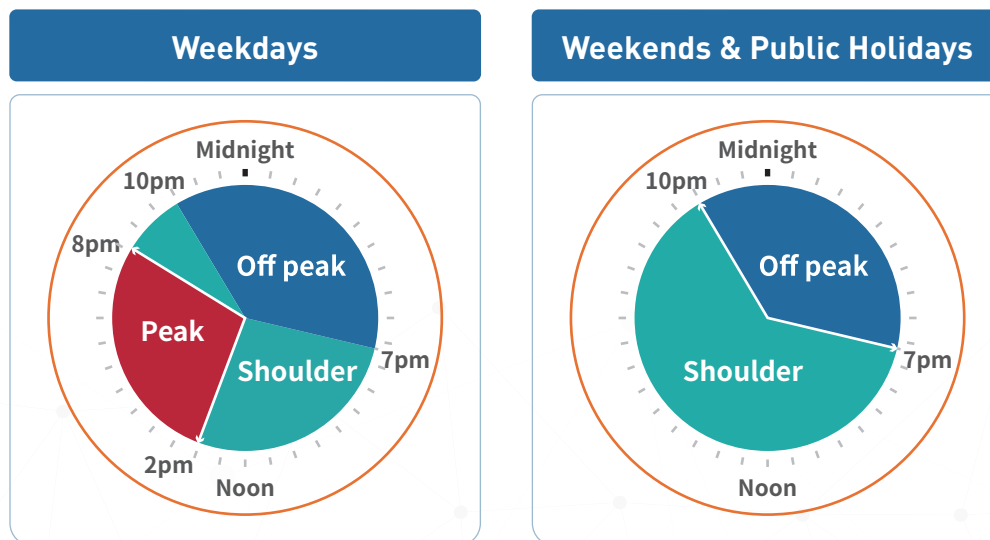 Weekdays
Midnight
10pm
8pm
Off peak
Peak
Shoulder
7pm
2pm
Noon
Weekends & Public Holidays
Midnight
10pm
Off peak
7pm
Shoulder
Noon